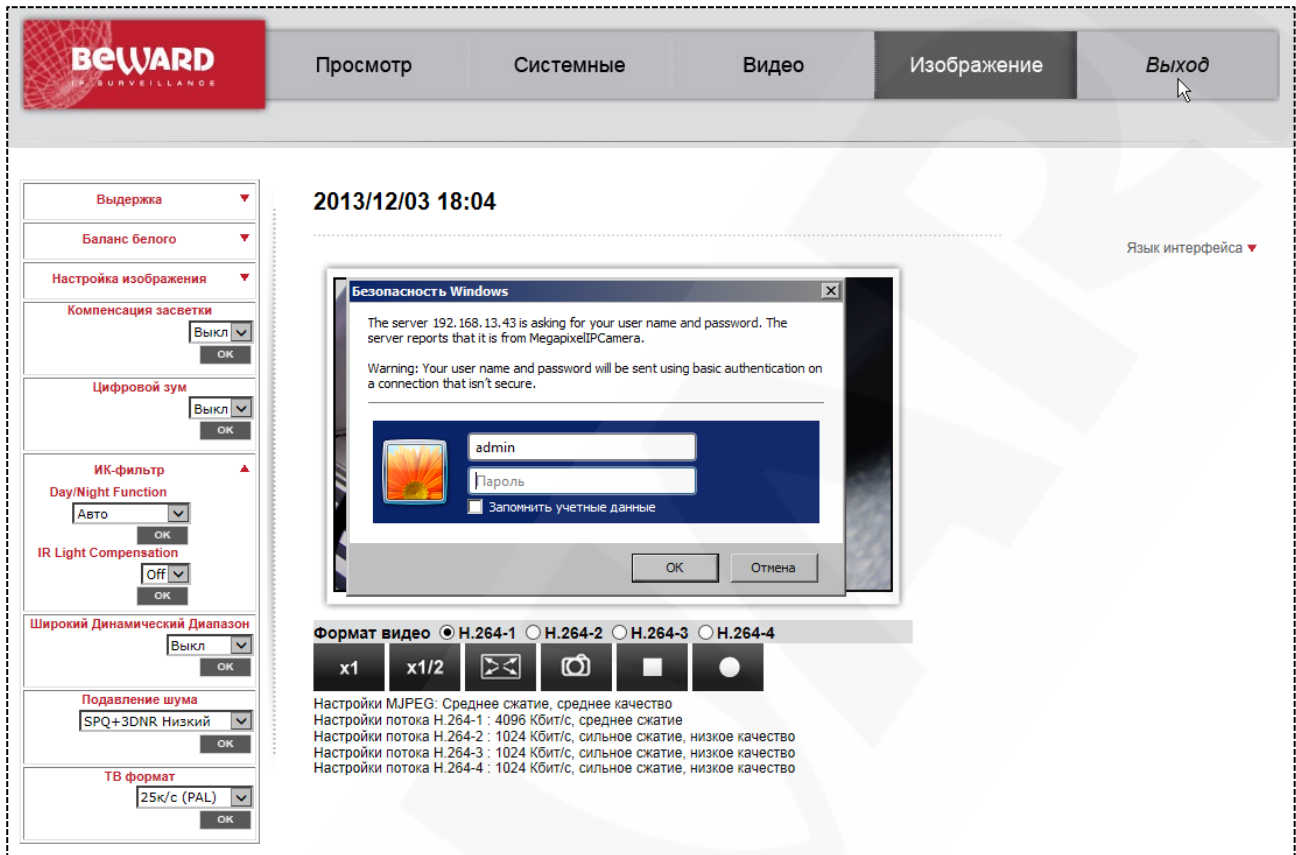 BEWARD
IP SURVEILLANCE
Просмотр
Системные
Видео
Изображение
Выход
Выдержка
Баланс белого
Настройка изображения
Компенсация засветки
Выкл
OK
Цифровой зум
Выкл
OK
ИК-фильтр
Day/Night Function
Авто
OK
IR Light Compensation
Off
OK
Широкий Динамический Диапазон
Выкл
OK
Подавление шума
SPQ+3DNR Низкий
OK
ТВ формат
25к/с (PAL)
OK
2013/12/03 18:04
Язык интерфейса
Безопасность Windows
The server 192.168.13.43 is asking for your user name and password. The
server reports that it is from MegapixelIPCamera.
Warning: Your user name and password will be sent using basic authentication on
a connection that isn't secure.
admin
Пароль
Запомнить учетные данные
OK
Отмена
Формат видео H.264-1 H.264-2 H.264-3 H.264-4
x1
x1/2
Настройки MJPEG: Среднее сжатие, среднее качество
Настройки потока H.264-1 : 4096 Кбит/с, среднее сжатие
Настройки потока H.264-2 : 1024 Кбит/с, сильное сжатие, низкое качество
Настройки потока H.264-3 : 1024 Кбит/с, сильное сжатие, низкое качество
Настройки потока H.264-4 : 1024 Кбит/с, сильное сжатие, низкое качество